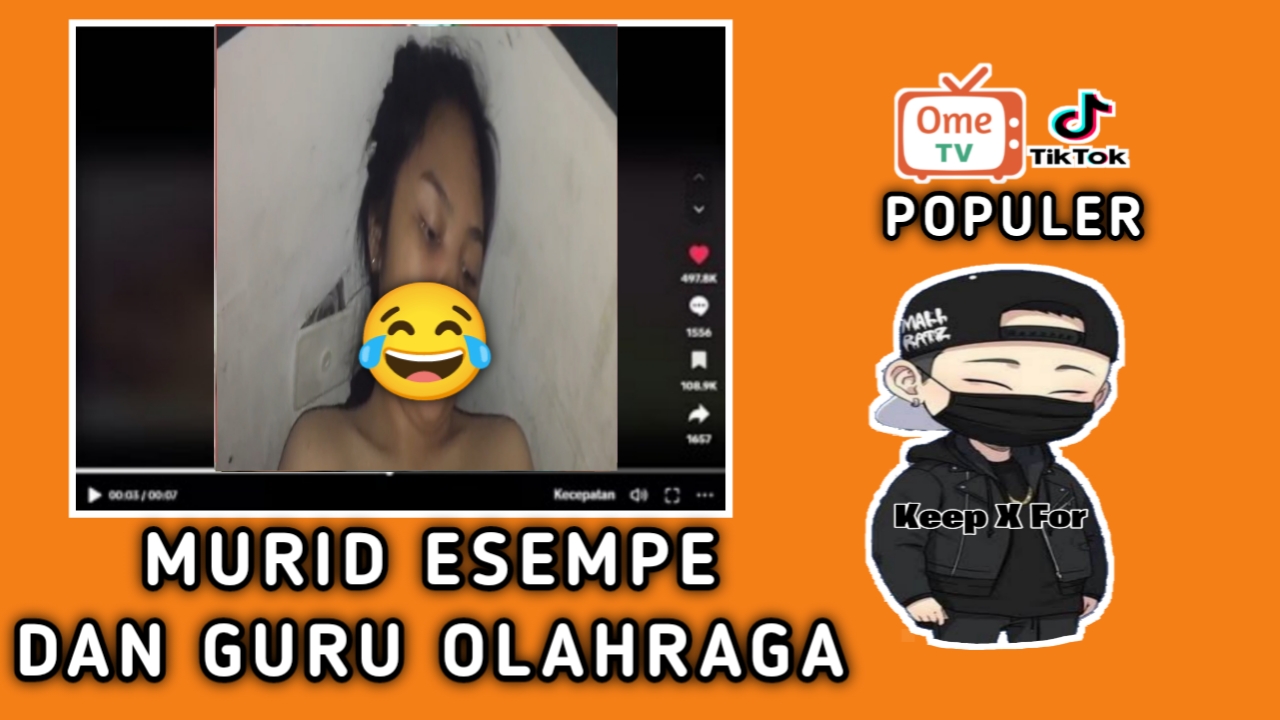 Ome
TV
TikTok
POPULER
497.8K
1556
108.9K
1657
00:03 / 00:07
Kecepatan
MALL
RATZ
Keep X For
MURID ESEMPE
DAN GURU OLAHRAGA